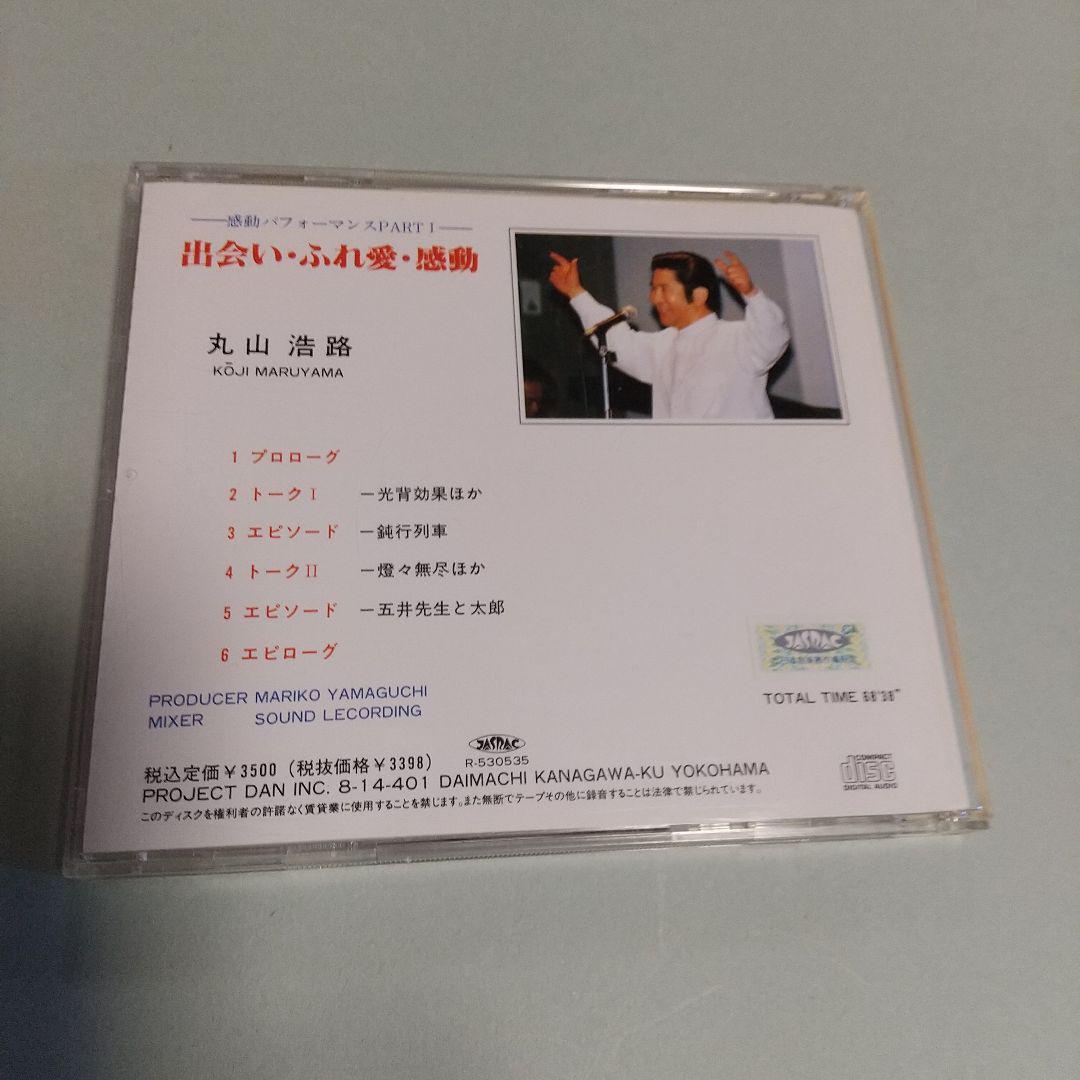 感動パフォーマンスPART I
出会い・ふれ愛・感動
丸山 浩路
KŌJI MARUYAMA
1 プロローグ
2 トークⅠ －光背効果ほか
3 エピソード －鈍行列車
4 トークⅡ －燈々無尽ほか
5 エピソード －五井先生と太郎
6 エピローグ
JASRAC
PRODUCER MARIKO YAMAGUCHI
MIXER SOUND LECORDING
TOTAL TIME 68'38"
JASRAC
R-530535
税込定価￥3500（税抜価格￥3398）
PROJECT DAN INC. 8-14-401 DAIMACHI KANAGAWA-KU YOKOHAMA
COMPACT
disc
DIGITAL AUDIO
このディスクを権利者の許諾なく賃貸業に使用することを禁じます。また無断でテープその他に録音することは法律で禁じられています。